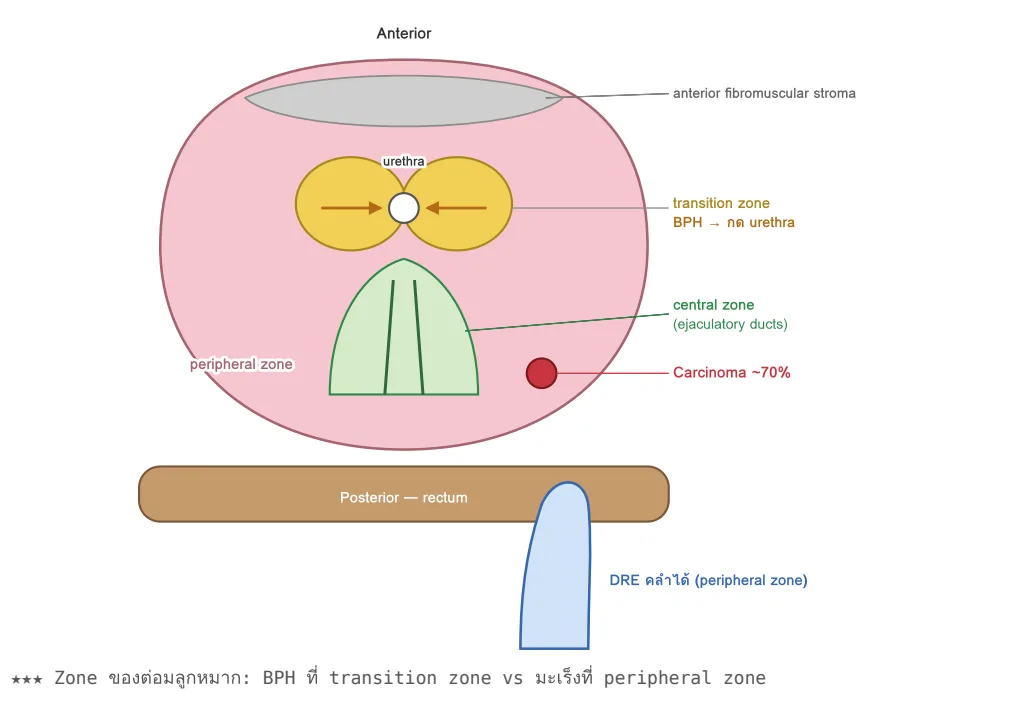 Anterior
anterior fibromuscular stroma
urethra
transition zone
BPH → กด urethra
central zone
(ejaculatory ducts)
peripheral zone
Carcinoma ~70%
Posterior — rectum
DRE คลำได้ (peripheral zone)
★★★ Zone ของต่อมลูกหมาก: BPH ที่ transition zone vs มะเร็งที่ peripheral zone